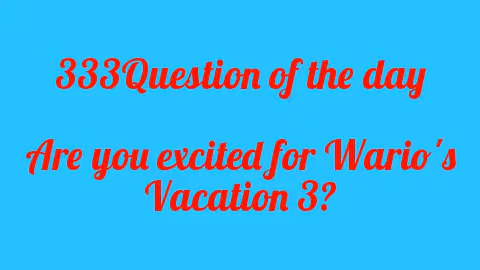 333Question of the day
Are you excited for Wario's
Vacation 3?